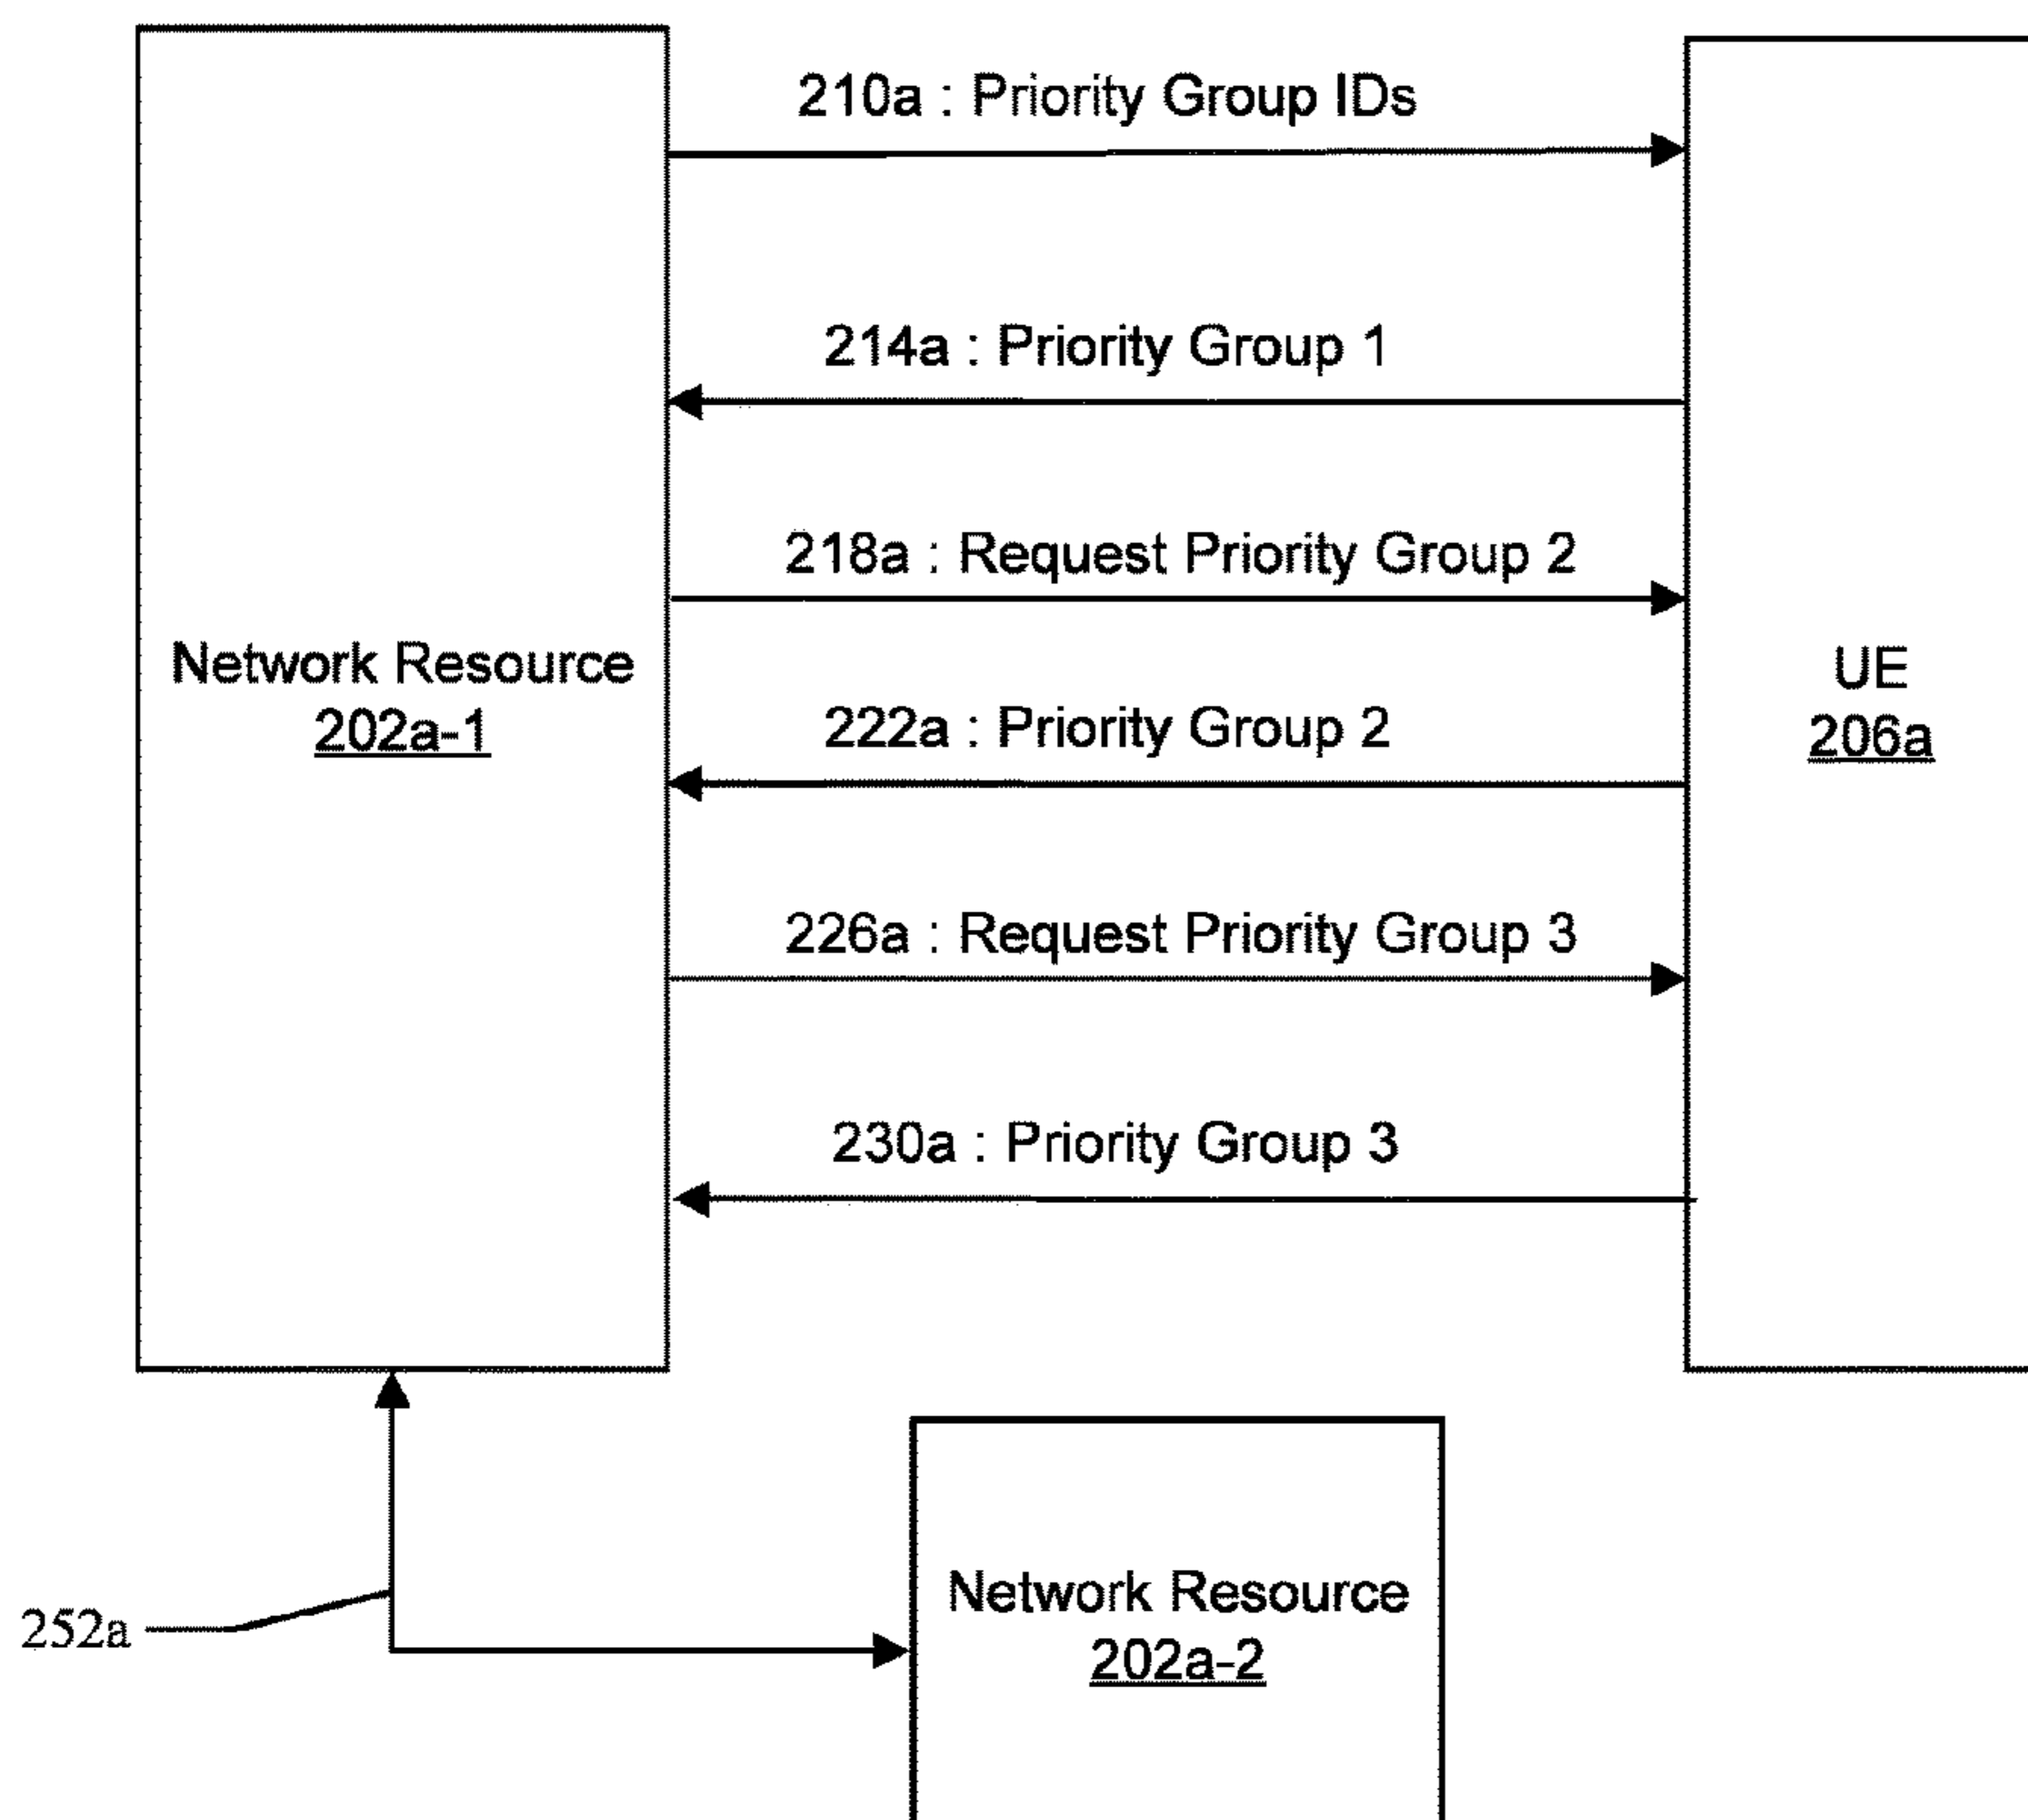 210a : Priority Group IDs
214a : Priority Group 1
218a : Request Priority Group 2
Network Resource
202a-1
UE
206a
222a : Priority Group 2
226a : Request Priority Group 3
230a : Priority Group 3
252a
Network Resource
202a-2